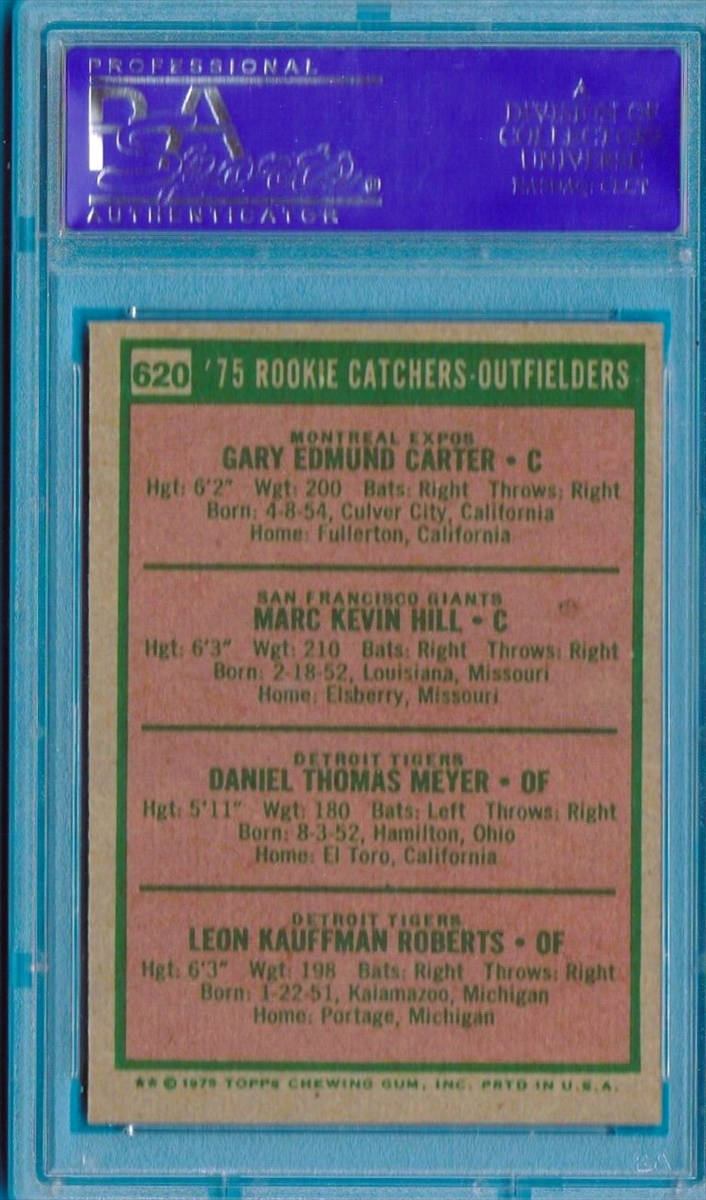 PROFESSIONAL
PSA
Sports®
AUTHENTICATOR
A
DIVISION OF
COLLECTORS
UNIVERSE
NASDAQ: CLCT
620 '75 ROOKIE CATCHERS-OUTFIELDERS
MONTREAL EXPOS
GARY EDMUND CARTER • C
Hgt: 6'2" Wgt: 200 Bats: Right Throws: Right
Born: 4-8-54, Culver City, California
Home: Fullerton, California
SAN FRANCISCO GIANTS
MARC KEVIN HILL • C
Hgt: 6'3" Wgt: 210 Bats: Right Throws: Right
Born: 2-18-52, Louisiana, Missouri
Home: Elsberry, Missouri
DETROIT TIGERS
DANIEL THOMAS MEYER • OF
Hgt: 5'11" Wgt: 180 Bats: Left Throws: Right
Born: 8-3-52, Hamilton, Ohio
Home: El Toro, California
DETROIT TIGERS
LEON KAUFFMAN ROBERTS • OF
Hgt: 6'3" Wgt: 198 Bats: Right Throws: Right
Born: 1-22-51, Kalamazoo, Michigan
Home: Portage, Michigan
** © 1975 TOPPS CHEWING GUM, INC. PRTD IN U.S.A.